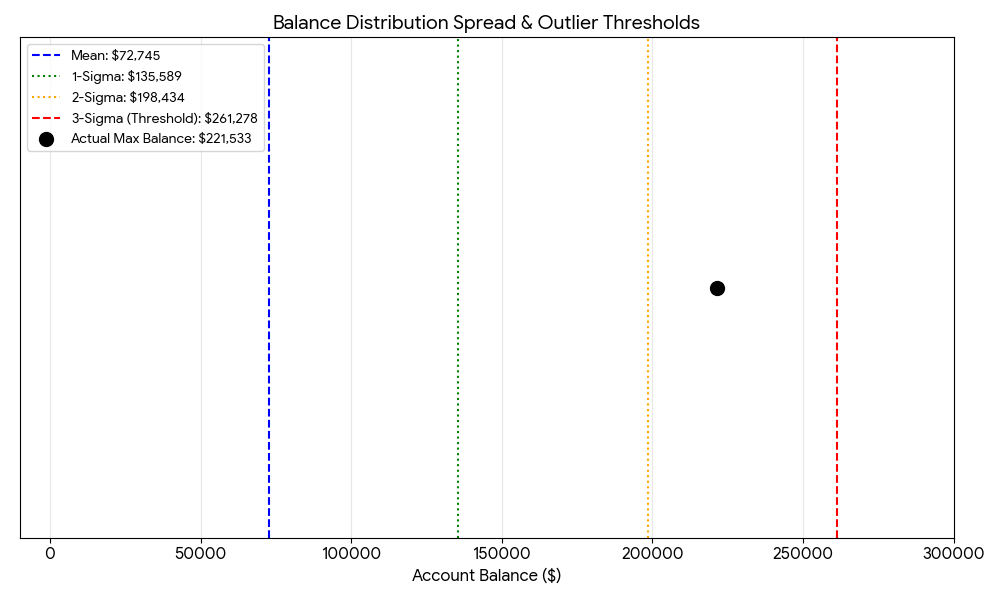 Balance Distribution Spread & Outlier Thresholds
Mean: $72,745
1-Sigma: $135,589
2-Sigma: $198,434
3-Sigma (Threshold): $261,278
Actual Max Balance: $221,533
0 50000 100000 150000 200000 250000 300000
Account Balance ($)